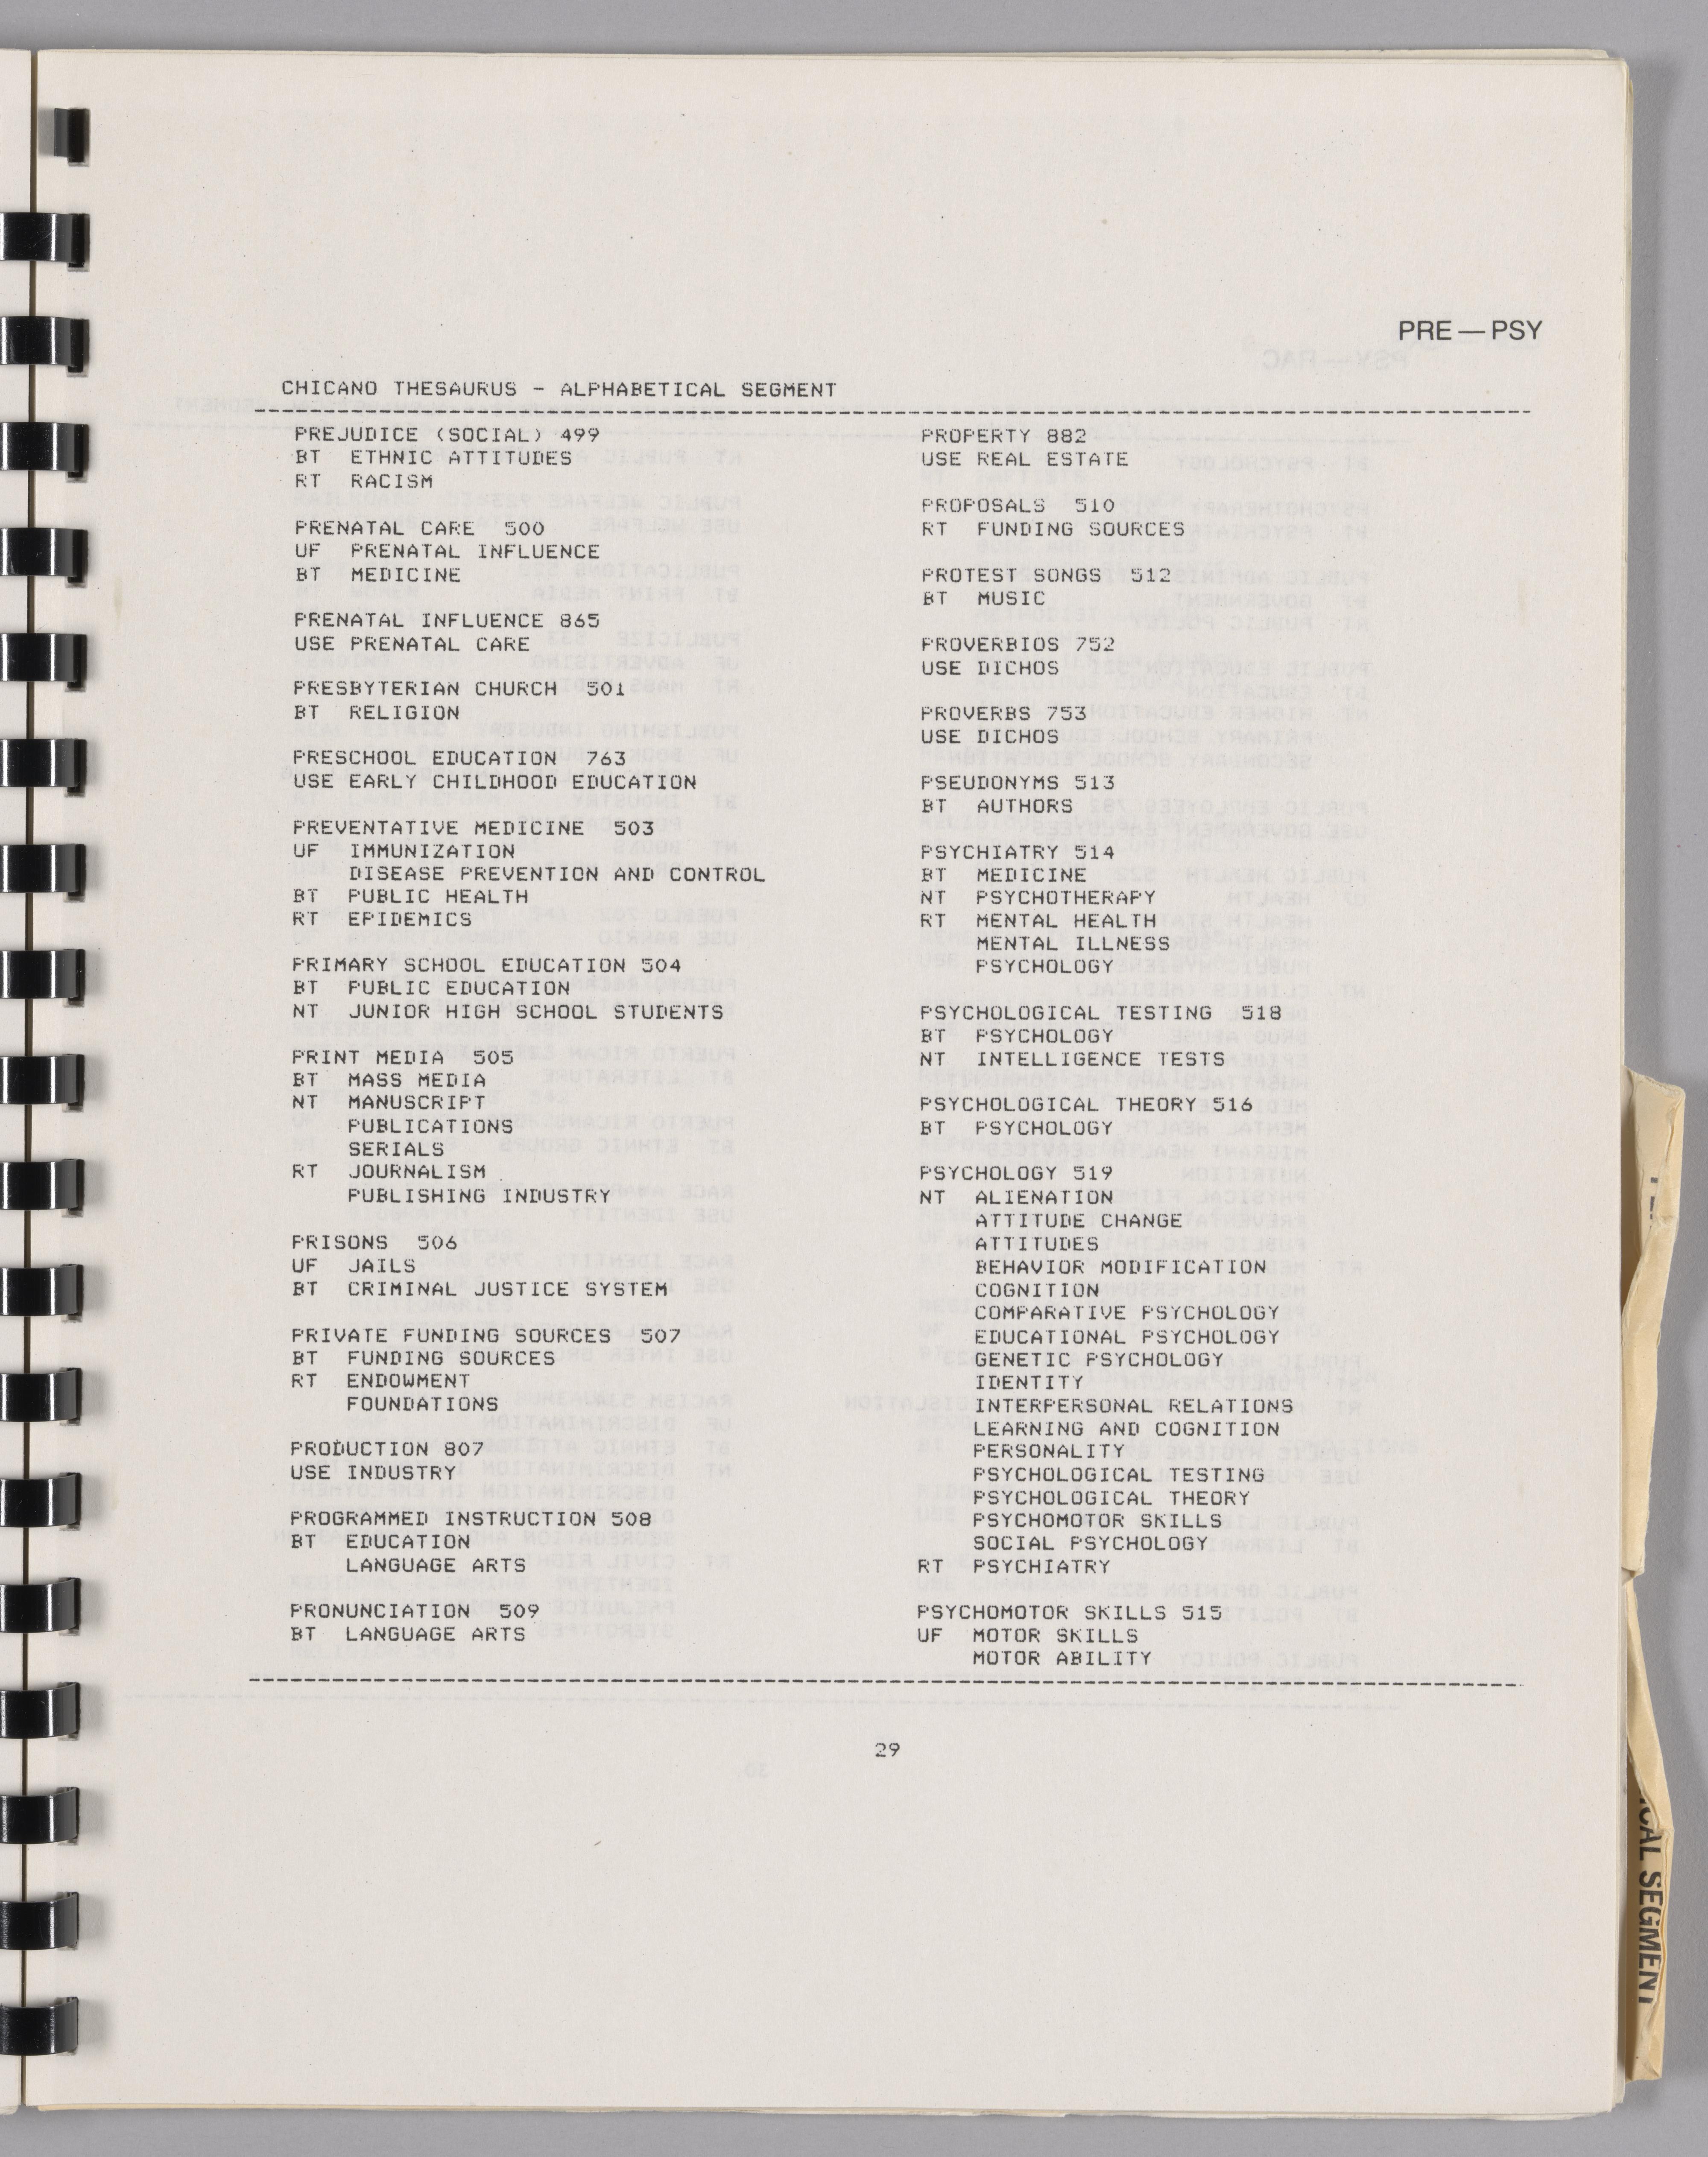 PRE — PSY
CHICANO THESAURUS - ALPHABETICAL SEGMENT
PREJUDICE (SOCIAL) 499
BT ETHNIC ATTITUDES
RT RACISM
PRENATAL CARE 500
UF PRENATAL INFLUENCE
BT MEDICINE
PRENATAL INFLUENCE 865
USE PRENATAL CARE
PRESBYTERIAN CHURCH 501
BT RELIGION
PRESCHOOL EDUCATION 763
USE EARLY CHILDHOOD EDUCATION
PREVENTATIVE MEDICINE 503
UF IMMUNIZATION
DISEASE PREVENTION AND CONTROL
BT PUBLIC HEALTH
RT EPIDEMICS
PRIMARY SCHOOL EDUCATION 504
BT PUBLIC EDUCATION
NT JUNIOR HIGH SCHOOL STUDENTS
PRINT MEDIA 505
BT MASS MEDIA
NT MANUSCRIPT
PUBLICATIONS
SERIALS
RT JOURNALISM
PUBLISHING INDUSTRY
PRISONS 506
UF JAILS
BT CRIMINAL JUSTICE SYSTEM
PRIVATE FUNDING SOURCES 507
BT FUNDING SOURCES
RT ENDOWMENT
FOUNDATIONS
PRODUCTION 807
USE INDUSTRY
PROGRAMMED INSTRUCTION 508
BT EDUCATION
LANGUAGE ARTS
PRONUNCIATION 509
BT LANGUAGE ARTS
PROPERTY 882
USE REAL ESTATE
PROPOSALS 510
RT FUNDING SOURCES
PROTEST SONGS 512
BT MUSIC
PROVERBIOS 752
USE DICHOS
PROVERBS 753
USE DICHOS
PSEUDONYMS 513
BT AUTHORS
PSYCHIATRY 514
BT MEDICINE
NT PSYCHOTHERAPY
RT MENTAL HEALTH
MENTAL ILLNESS
PSYCHOLOGY
PSYCHOLOGICAL TESTING 518
BT PSYCHOLOGY
NT INTELLIGENCE TESTS
PSYCHOLOGICAL THEORY 516
BT PSYCHOLOGY
PSYCHOLOGY 519
NT ALIENATION
ATTITUDE CHANGE
ATTITUDES
BEHAVIOR MODIFICATION
COGNITION
COMPARATIVE PSYCHOLOGY
EDUCATIONAL PSYCHOLOGY
GENETIC PSYCHOLOGY
IDENTITY
INTERPERSONAL RELATIONS
LEARNING AND COGNITION
PERSONALITY
PSYCHOLOGICAL TESTING
PSYCHOLOGICAL THEORY
PSYCHOMOTOR SKILLS
SOCIAL PSYCHOLOGY
RT PSYCHIATRY
PSYCHOMOTOR SKILLS 515
UF MOTOR SKILLS
MOTOR ABILITY
29
SEGMENT